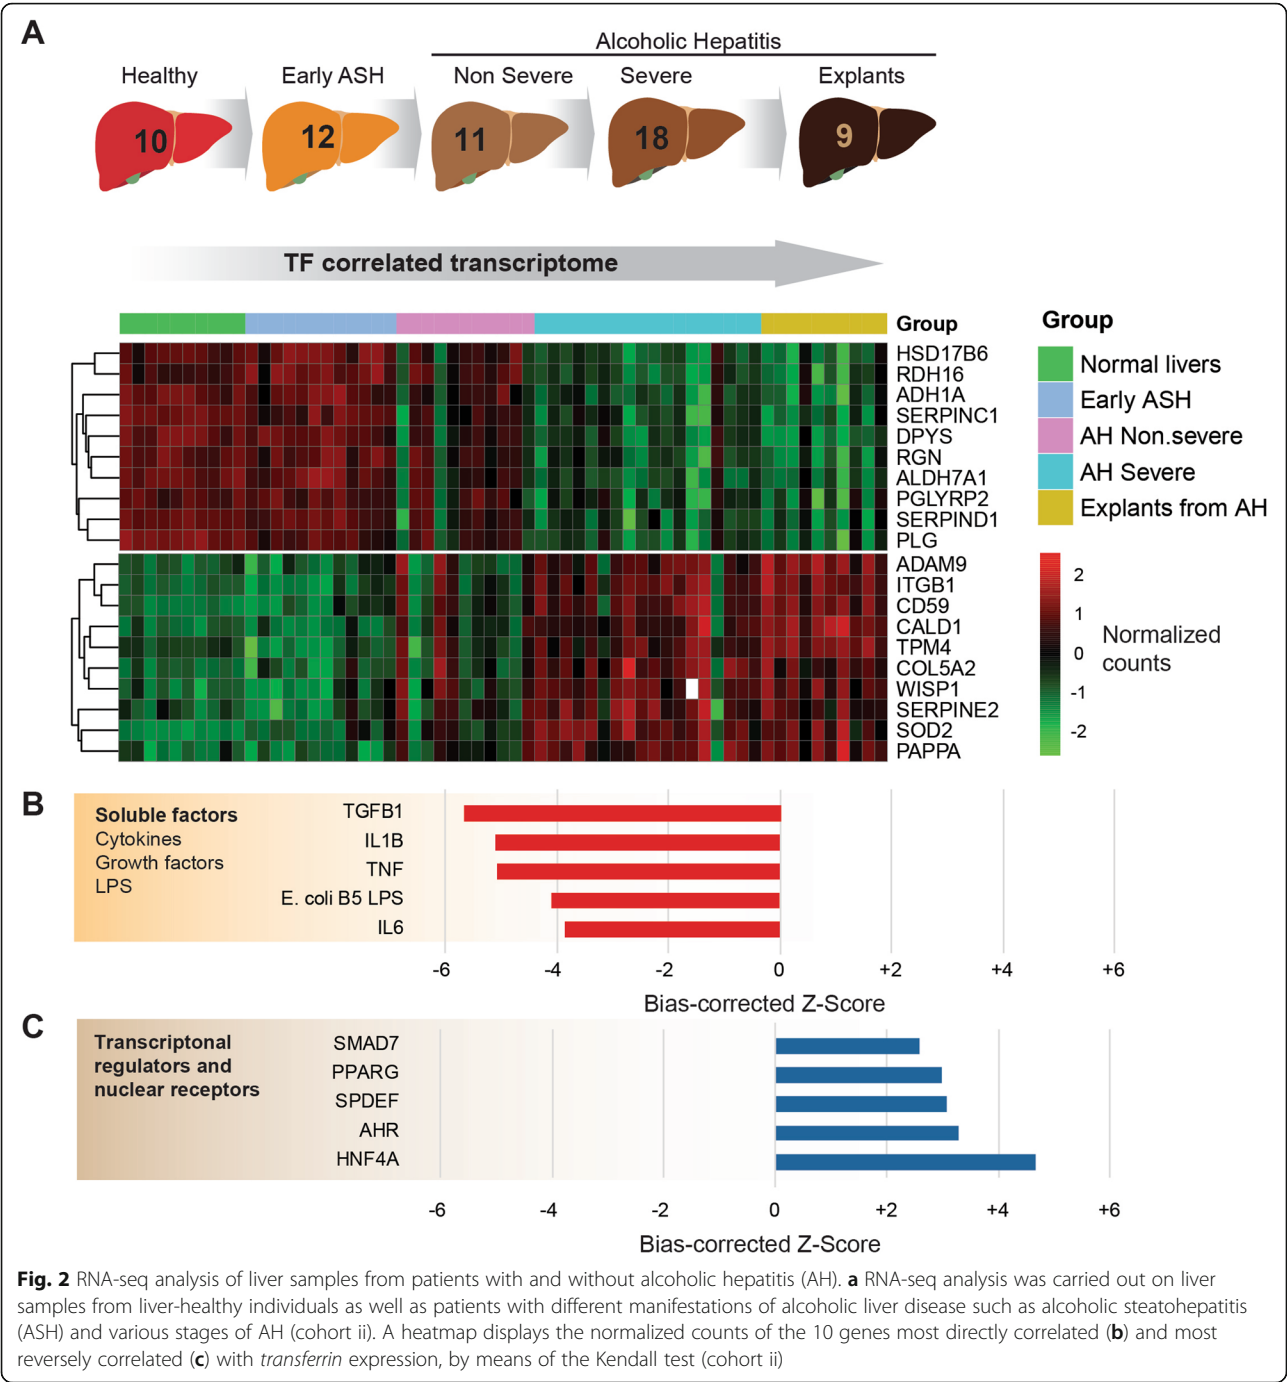 A
Alcoholic Hepatitis
Healthy
Early ASH
Non Severe
Severe
Explants
10
12
11
18
9
TF correlated transcriptome
Group
HSD17B6
RDH16
ADH1A
SERPINC1
DPYS
RGN
ALDH7A1
PGLYRP2
SERPIND1
PLG
ADAM9
ITGB1
CD59
CALD1
TPM4
COL5A2
WISP1
SERPINE2
SOD2
PAPPA
Group
Normal livers
Early ASH
AH Non.severe
AH Severe
Explants from AH
2
1
0
-1
-2
Normalized
counts
B
Soluble factors
Cytokines
Growth factors
LPS
TGFB1
IL1B
TNF
E. coli B5 LPS
IL6
-6 -4 -2 0 +2 +4 +6
Bias-corrected Z-Score
C
Transcriptonal
regulators and
nuclear receptors
SMAD7
PPARG
SPDEF
AHR
HNF4A
-6 -4 -2 0 +2 +4 +6
Bias-corrected Z-Score
Fig. 2 RNA-seq analysis of liver samples from patients with and without alcoholic hepatitis (AH). a RNA-seq analysis was carried out on liver
samples from liver-healthy individuals as well as patients with different manifestations of alcoholic liver disease such as alcoholic steatohepatitis
(ASH) and various stages of AH (cohort ii). A heatmap displays the normalized counts of the 10 genes most directly correlated (b) and most
reversely correlated (c) with transferrin expression, by means of the Kendall test (cohort ii)